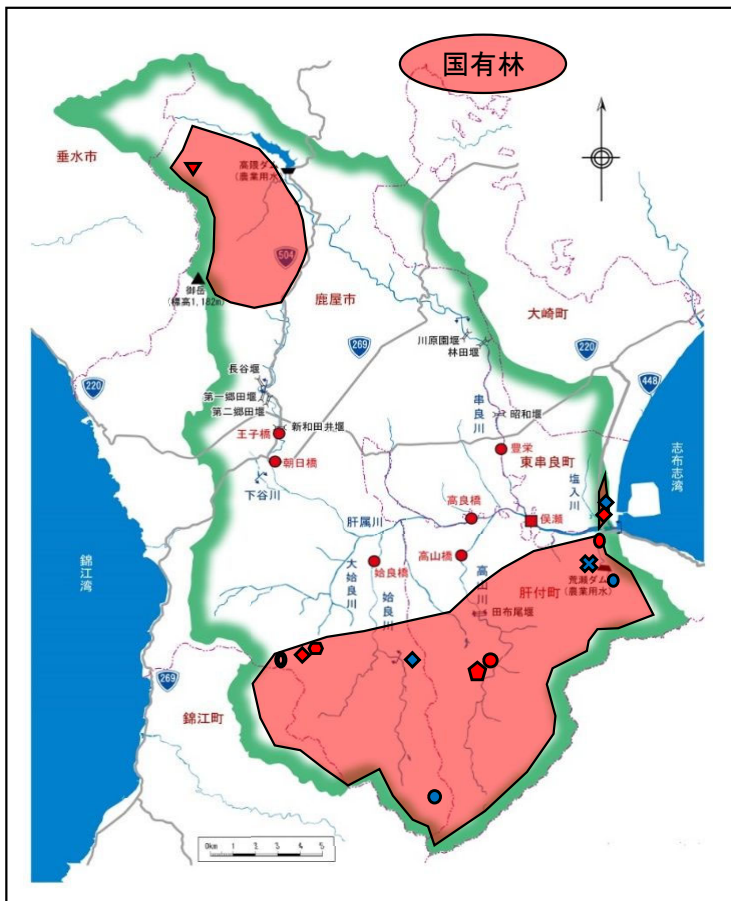 国有林
垂水市
高隈ダム
(農業用水)
504
御岳
(標高1,182m)
鹿屋市
大崎町
269
川原園堰
林田堰
220
220
448
長谷堰
第一郷田堰
第二郷田堰
串良川
昭和堰
新和田井堰
王子橋
豊栄
志布志湾
朝日橋
東串良町
塩入川
下谷川
高良橋
肝属川
俣瀬
錦江湾
大姶良川
姶良橋
高山橋
姶良川
高山川
荒瀬ダム
肝付町
(農業用水)
田布尾堰
269
錦江町
0km 1 2 3 4 5